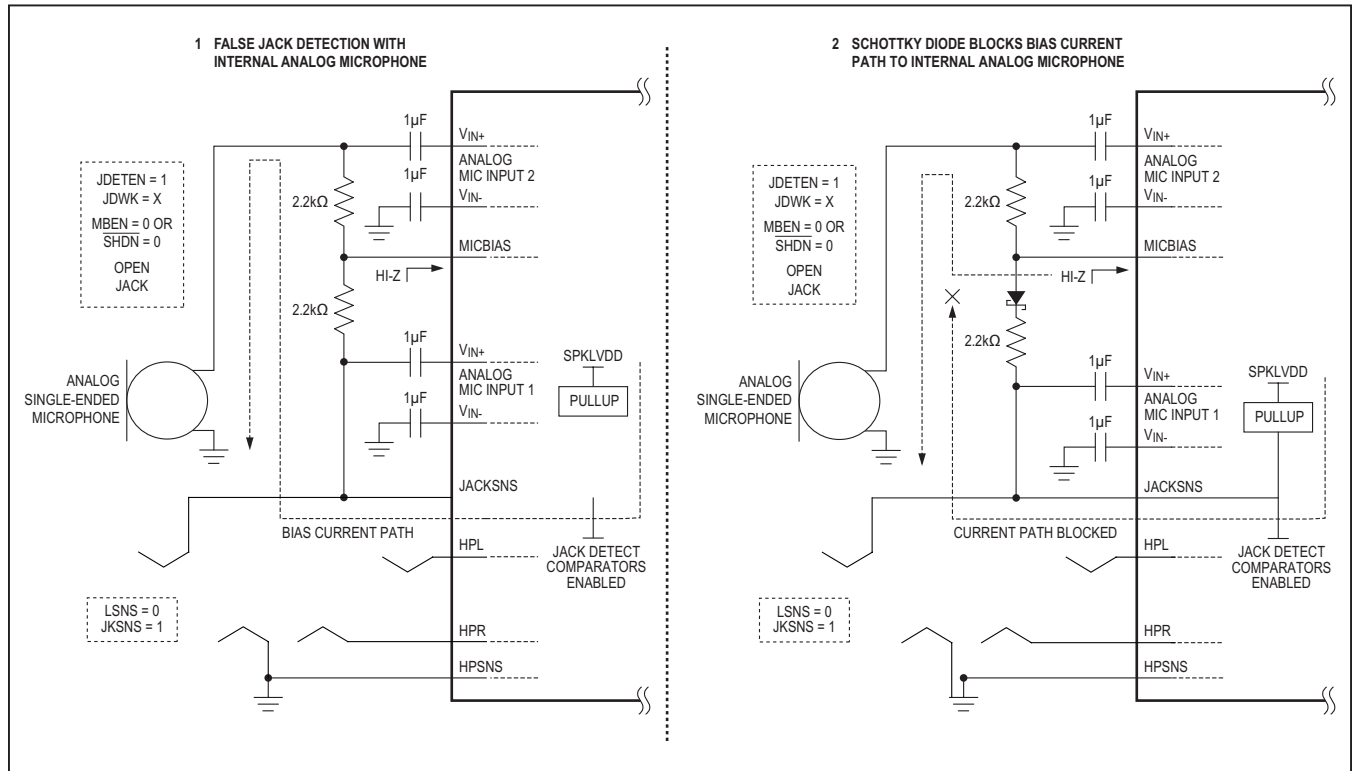 1 FALSE JACK DETECTION WITH
INTERNAL ANALOG MICROPHONE
1µF
VIN+
ANALOG
MIC INPUT 2
1µF
VIN-
JDETEN = 1
JDWK = X
MBEN = 0 OR
SHDN = 0
OPEN
JACK
2.2kΩ
MICBIAS
HI-Z
2.2kΩ
1µF
VIN+
ANALOG
MIC INPUT 1
1µF
VIN-
SPKLVDD
PULLUP
ANALOG
SINGLE-ENDED
MICROPHONE
JACKSNS
BIAS CURRENT PATH
HPL
JACK DETECT
COMPARATORS
ENABLED
LSNS = 0
JKSNS = 1
HPR
HPSNS
2 SCHOTTKY DIODE BLOCKS BIAS CURRENT
PATH TO INTERNAL ANALOG MICROPHONE
1µF
VIN+
ANALOG
MIC INPUT 2
1µF
VIN-
JDETEN = 1
JDWK = X
MBEN = 0 OR
SHDN = 0
OPEN
JACK
2.2kΩ
MICBIAS
HI-Z
2.2kΩ
1µF
VIN+
ANALOG
MIC INPUT 1
1µF
VIN-
SPKLVDD
PULLUP
ANALOG
SINGLE-ENDED
MICROPHONE
JACKSNS
CURRENT PATH BLOCKED
HPL
JACK DETECT
COMPARATORS
ENABLED
LSNS = 0
JKSNS = 1
HPR
HPSNS